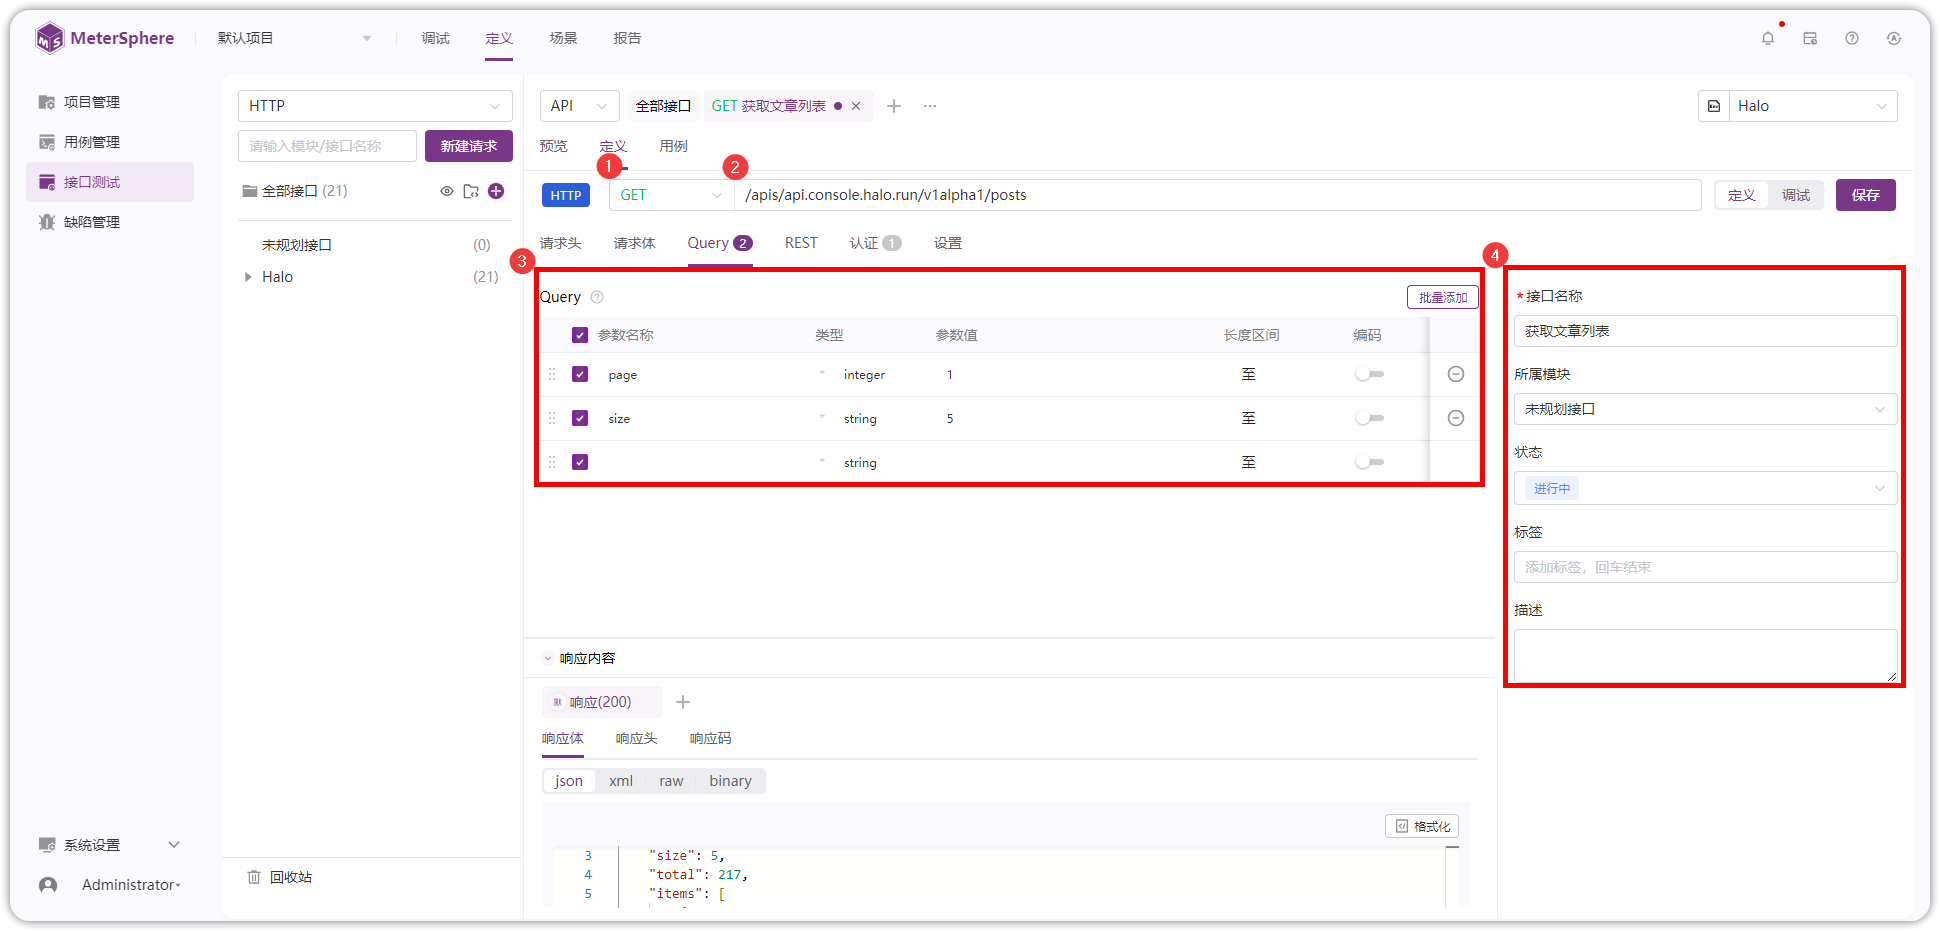 MeterSphere
默认项目
调试
定义
场景
报告
项目管理
用例管理
接口测试
缺陷管理
系统设置
Administrator
HTTP
请输入模块/接口名称
新建请求
全部接口 (21)
未规划接口 (0)
Halo (21)
回收站
API
全部接口
GET 获取文章列表
Halo
预览
定义
用例
1
2
HTTP
GET
/apis/api.console.halo.run/v1alpha1/posts
定义
调试
保存
请求头
请求体
Query 2
REST
认证 1
设置
3
Query
批量添加
参数名称 类型 参数值 长度区间 编码
page * integer 1 至
size * string 5 至
* string 至
4
* 接口名称
获取文章列表
所属模块
未规划接口
状态
进行中
标签
添加标签，回车结束
描述
响应内容
响应(200)
响应体
响应头
响应码
json
xml
raw
binary
格式化
3 "size": 5,
4 "total": 217,
5 "items": [